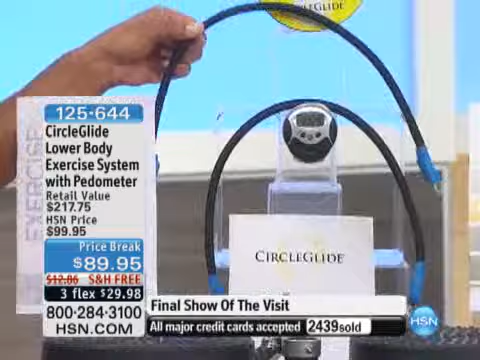 CIRCLEGLIDE
125-644
EXERCISE
CircleGlide
Lower Body
Exercise System
with Pedometer
Retail Value
$217.75
HSN Price
$99.95
Price Break
$89.95
$12.86 S&H FREE
3 flex $29.98
800·284·3100
HSN.COM
CIRCLEGLIDE
Final Show Of The Visit
All major credit cards accepted 2439 sold
HSN